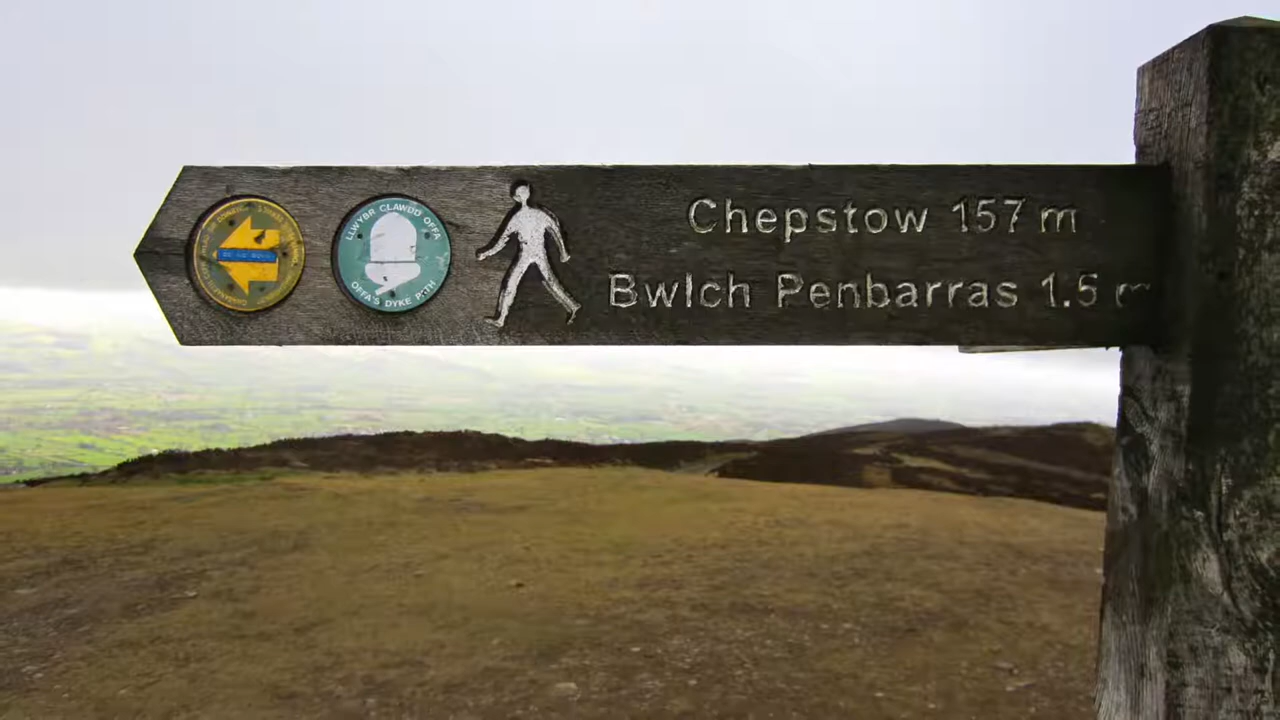 LLWYBR CLAWDD OFFA
OFFA'S DYKE PATH
Chepstow 157 m
Bwlch Penbarras 1.5 m